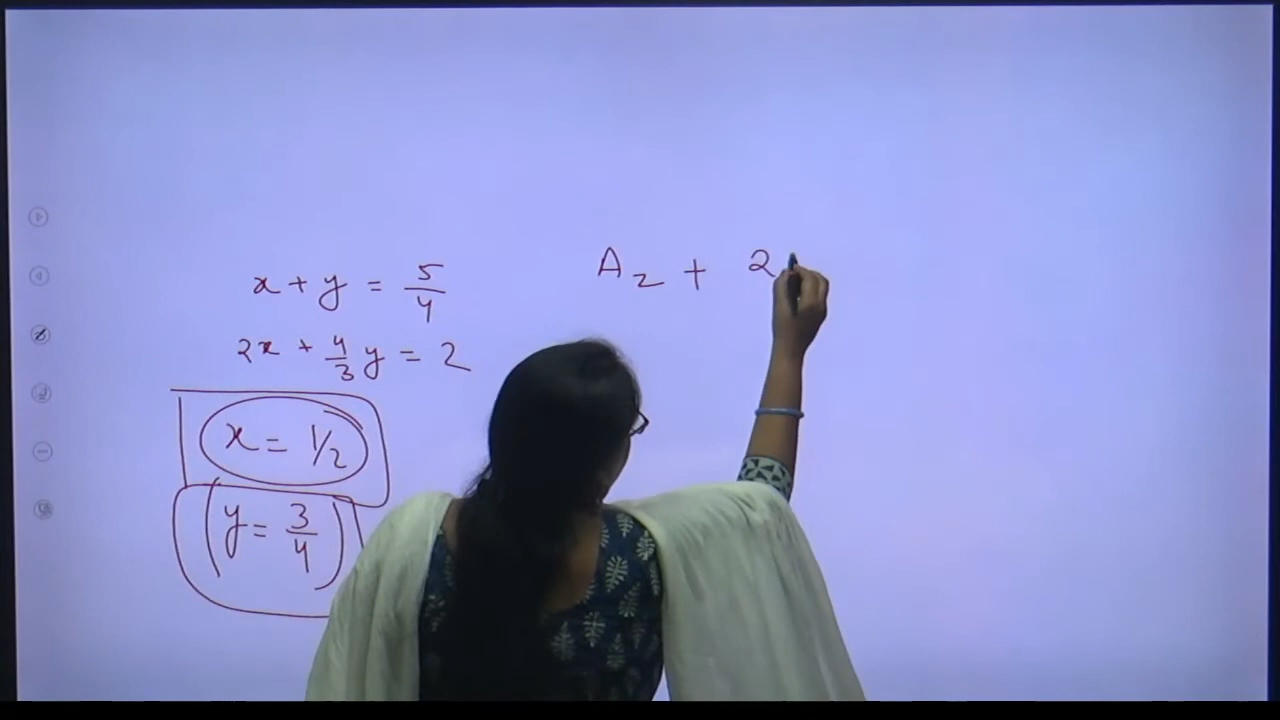 x + y = 5/4
2x + 4/3 y = 2
x = 1/2
y = 3/4
A₂ + 2